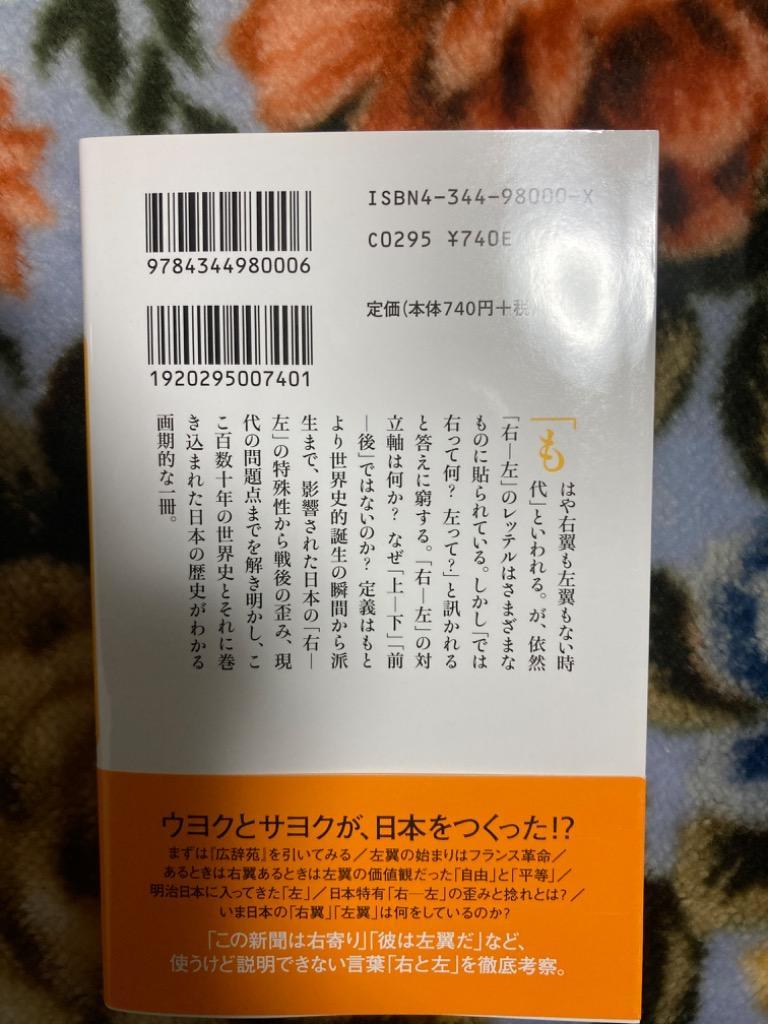 ISBN4-344-98000-X
C0295 ¥740E
9784344980006
定価(本体740円+税)
1920295007401
「もはや右翼も左翼もない時
代」といわれる。が、依然
「右―左」のレッテルはさまざまな
ものに貼られている。しかし「では
右って何? 左って?」と訊かれる
と答えに窮する。「右―左」の対
立軸は何か? なぜ「上―下」「前
―後」ではないのか? 定義はもと
より世界史的誕生の瞬間から派
生まで、影響された日本の「右―
左」の特殊性から戦後の歪み、現
代の問題点までを解き明かし、こ
こ百数十年の世界史とそれに巻
き込まれた日本の歴史がわかる
画期的な一冊。
ウヨクとサヨクが、日本をつくった!?
まずは『広辞苑』を引いてみる/左翼の始まりはフランス革命/
あるときは右翼あるときは左翼の価値観だった「自由」と「平等」/
明治日本に入ってきた「左」/日本特有「右―左」の歪みと捻れとは?/
いま日本の「右翼」「左翼」は何をしているのか?
「この新聞は右寄り」「彼は左翼だ」など、
使うけど説明できない言葉「右と左」を徹底考察。